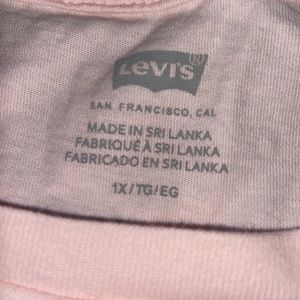 Levi's®
SAN FRANCISCO, CAL
MADE IN SRI LANKA
FABRIQUÉ À SRI LANKA
FABRICADO EN SRI LANKA
1X/TG/EG